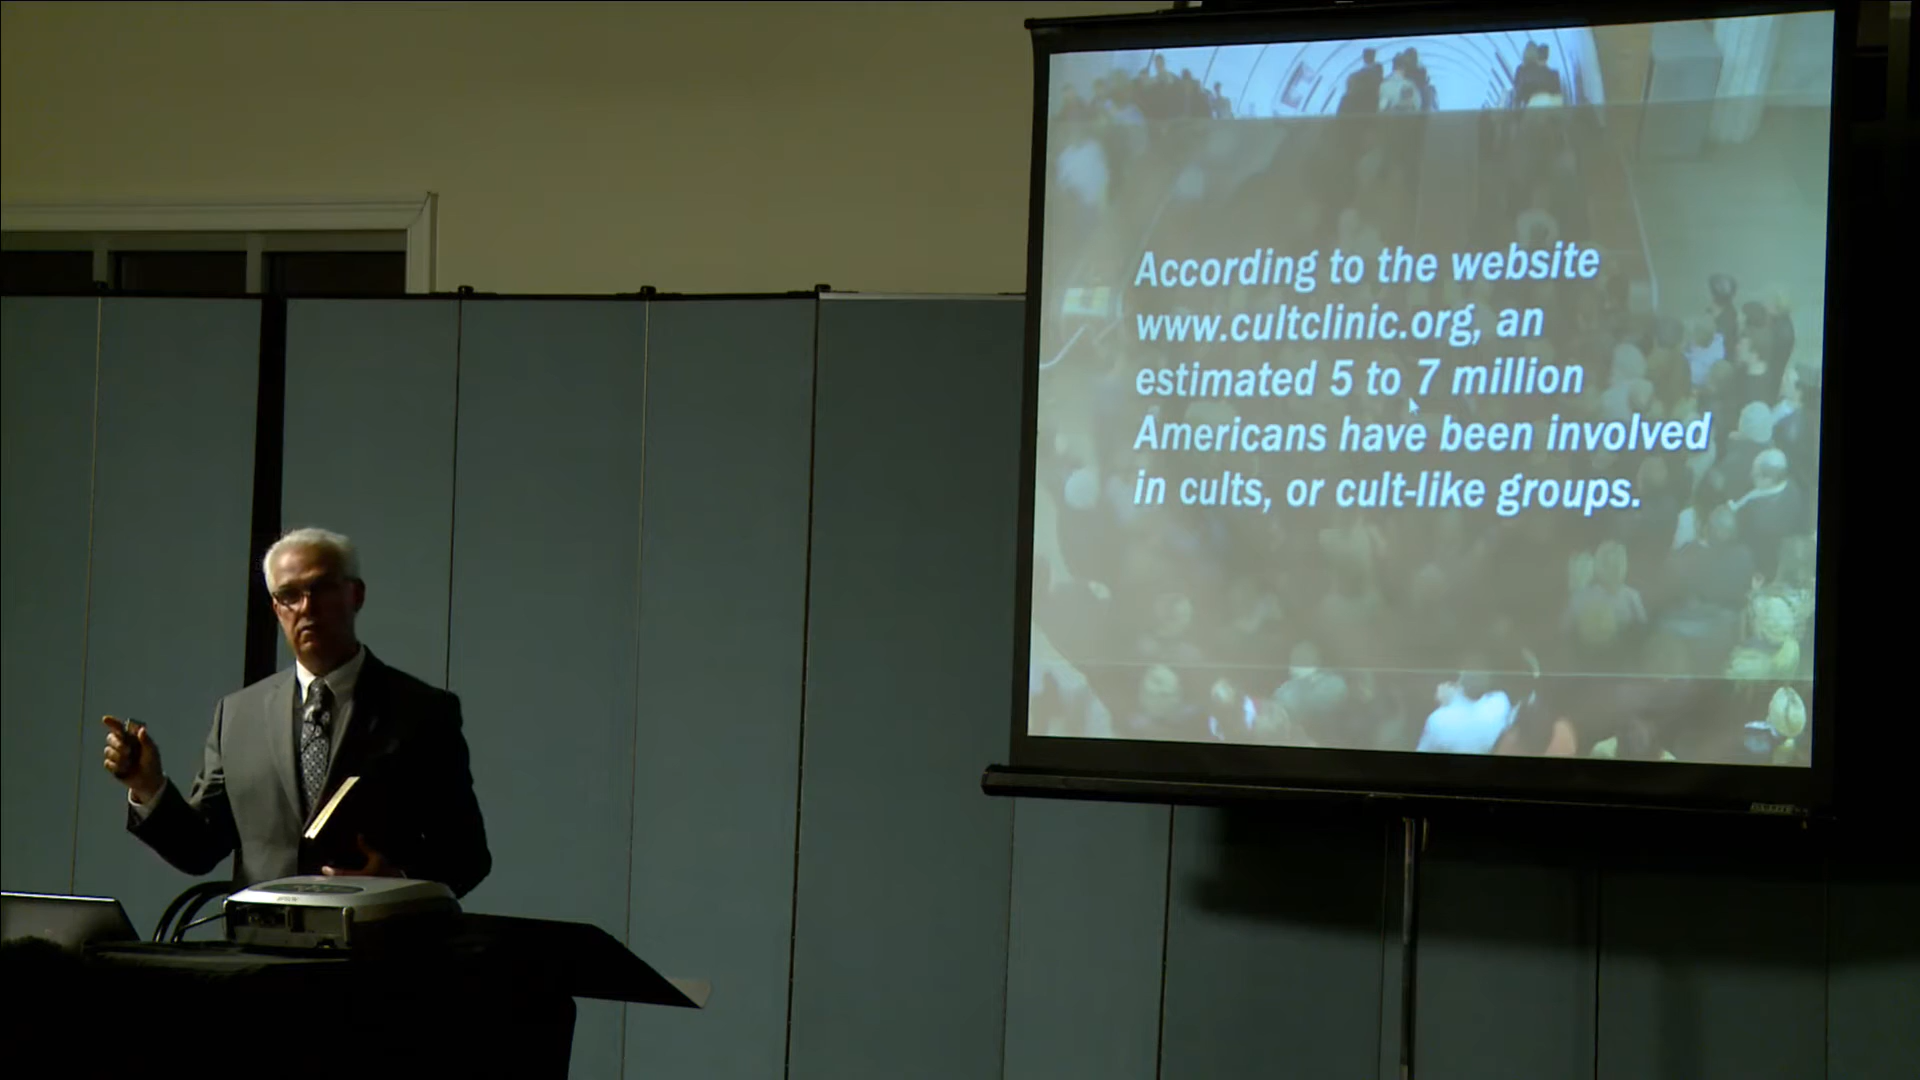 According to the website
www.cultclinic.org, an
estimated 5 to 7 million
Americans have been involved
in cults, or cult-like groups.